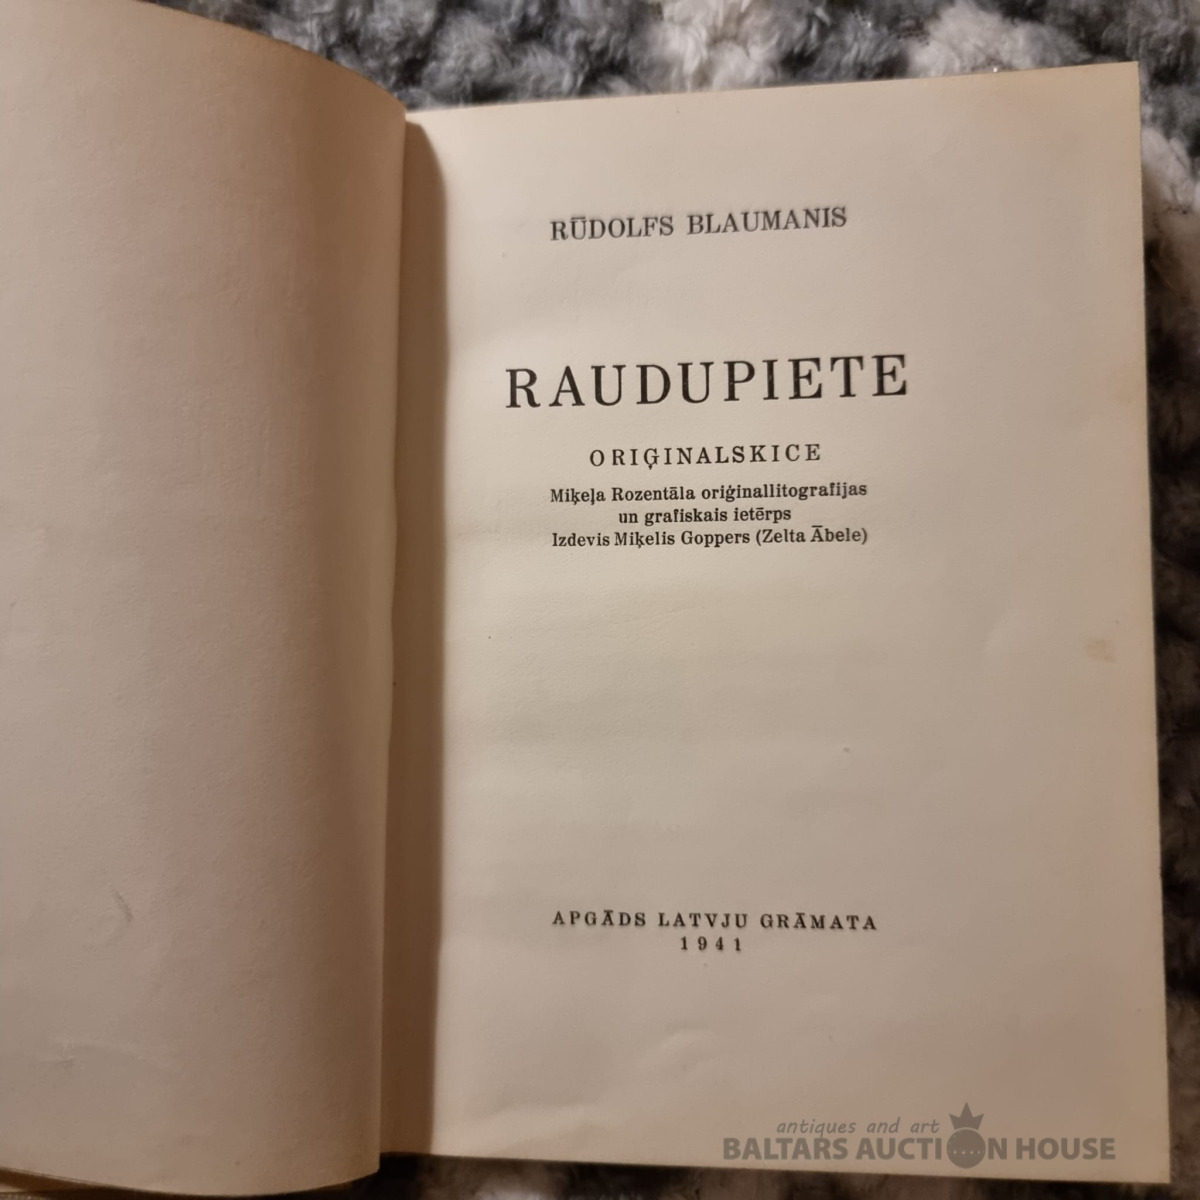 RŪDOLFS BLAUMANIS
RAUDUPIETE
ORIĢINALSKICE
Miķeļa Rozentāla oriģinallitografijas
un grafiskais ietērps
Izdevis Miķelis Goppers (Zelta Ābele)
APGĀDS LATVJU GRĀMATA
1941
antiques and art
BALTARS AUCTION HOUSE